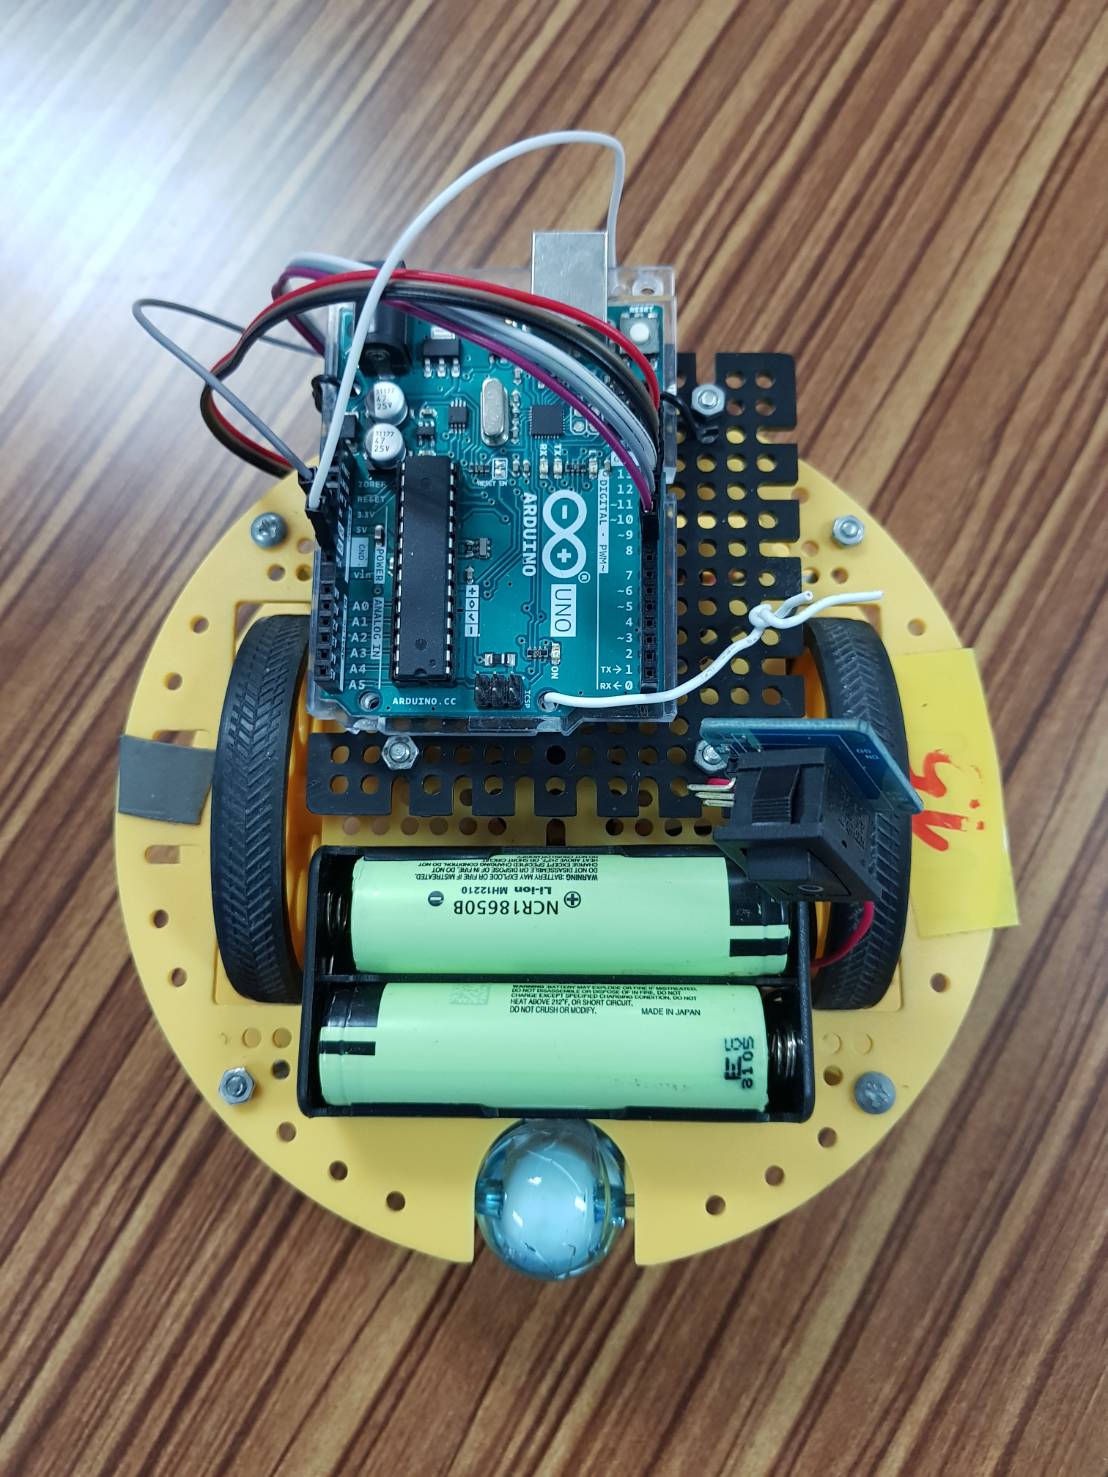 RESET
31177
47
25V
31177
47
25V
RX
TX
RESET EN
IOREF
RESET
3.3V
5V
GND
Vin
POWER
ANALOG IN
A0
A1
A2
A3
A4
A5
ARDUINO
UNO
ON
DIGITAL - PWM~
13
12
~11
~10
~9
8
7
~6
~5
4
~3
2
TX→1
RX←0
ICSP
ARDUINO.CC
NCR18650B
Li-ion MH12210
WARNING: BATTERY MAY EXPLODE OR FIRE IF MISTREATED.
DO NOT DISASSEMBLE OR DISPOSE OF IN FIRE, DO NOT
CHARGE EXCEPT SPECIFIED CHARGING CONDITION, DO NOT
HEAT ABOVE 212°F, OR SHORT CIRCUIT.
DO NOT CRUSH OR MODIFY.
WARNING: BATTERY MAY EXPLODE OR FIRE IF MISTREATED.
DO NOT DISASSEMBLE OR DISPOSE OF IN FIRE, DO NOT
CHARGE EXCEPT SPECIFIED CHARGING CONDITION, DO NOT
HEAT ABOVE 212°F, OR SHORT CIRCUIT.
DO NOT CRUSH OR MODIFY. MADE IN JAPAN
8105